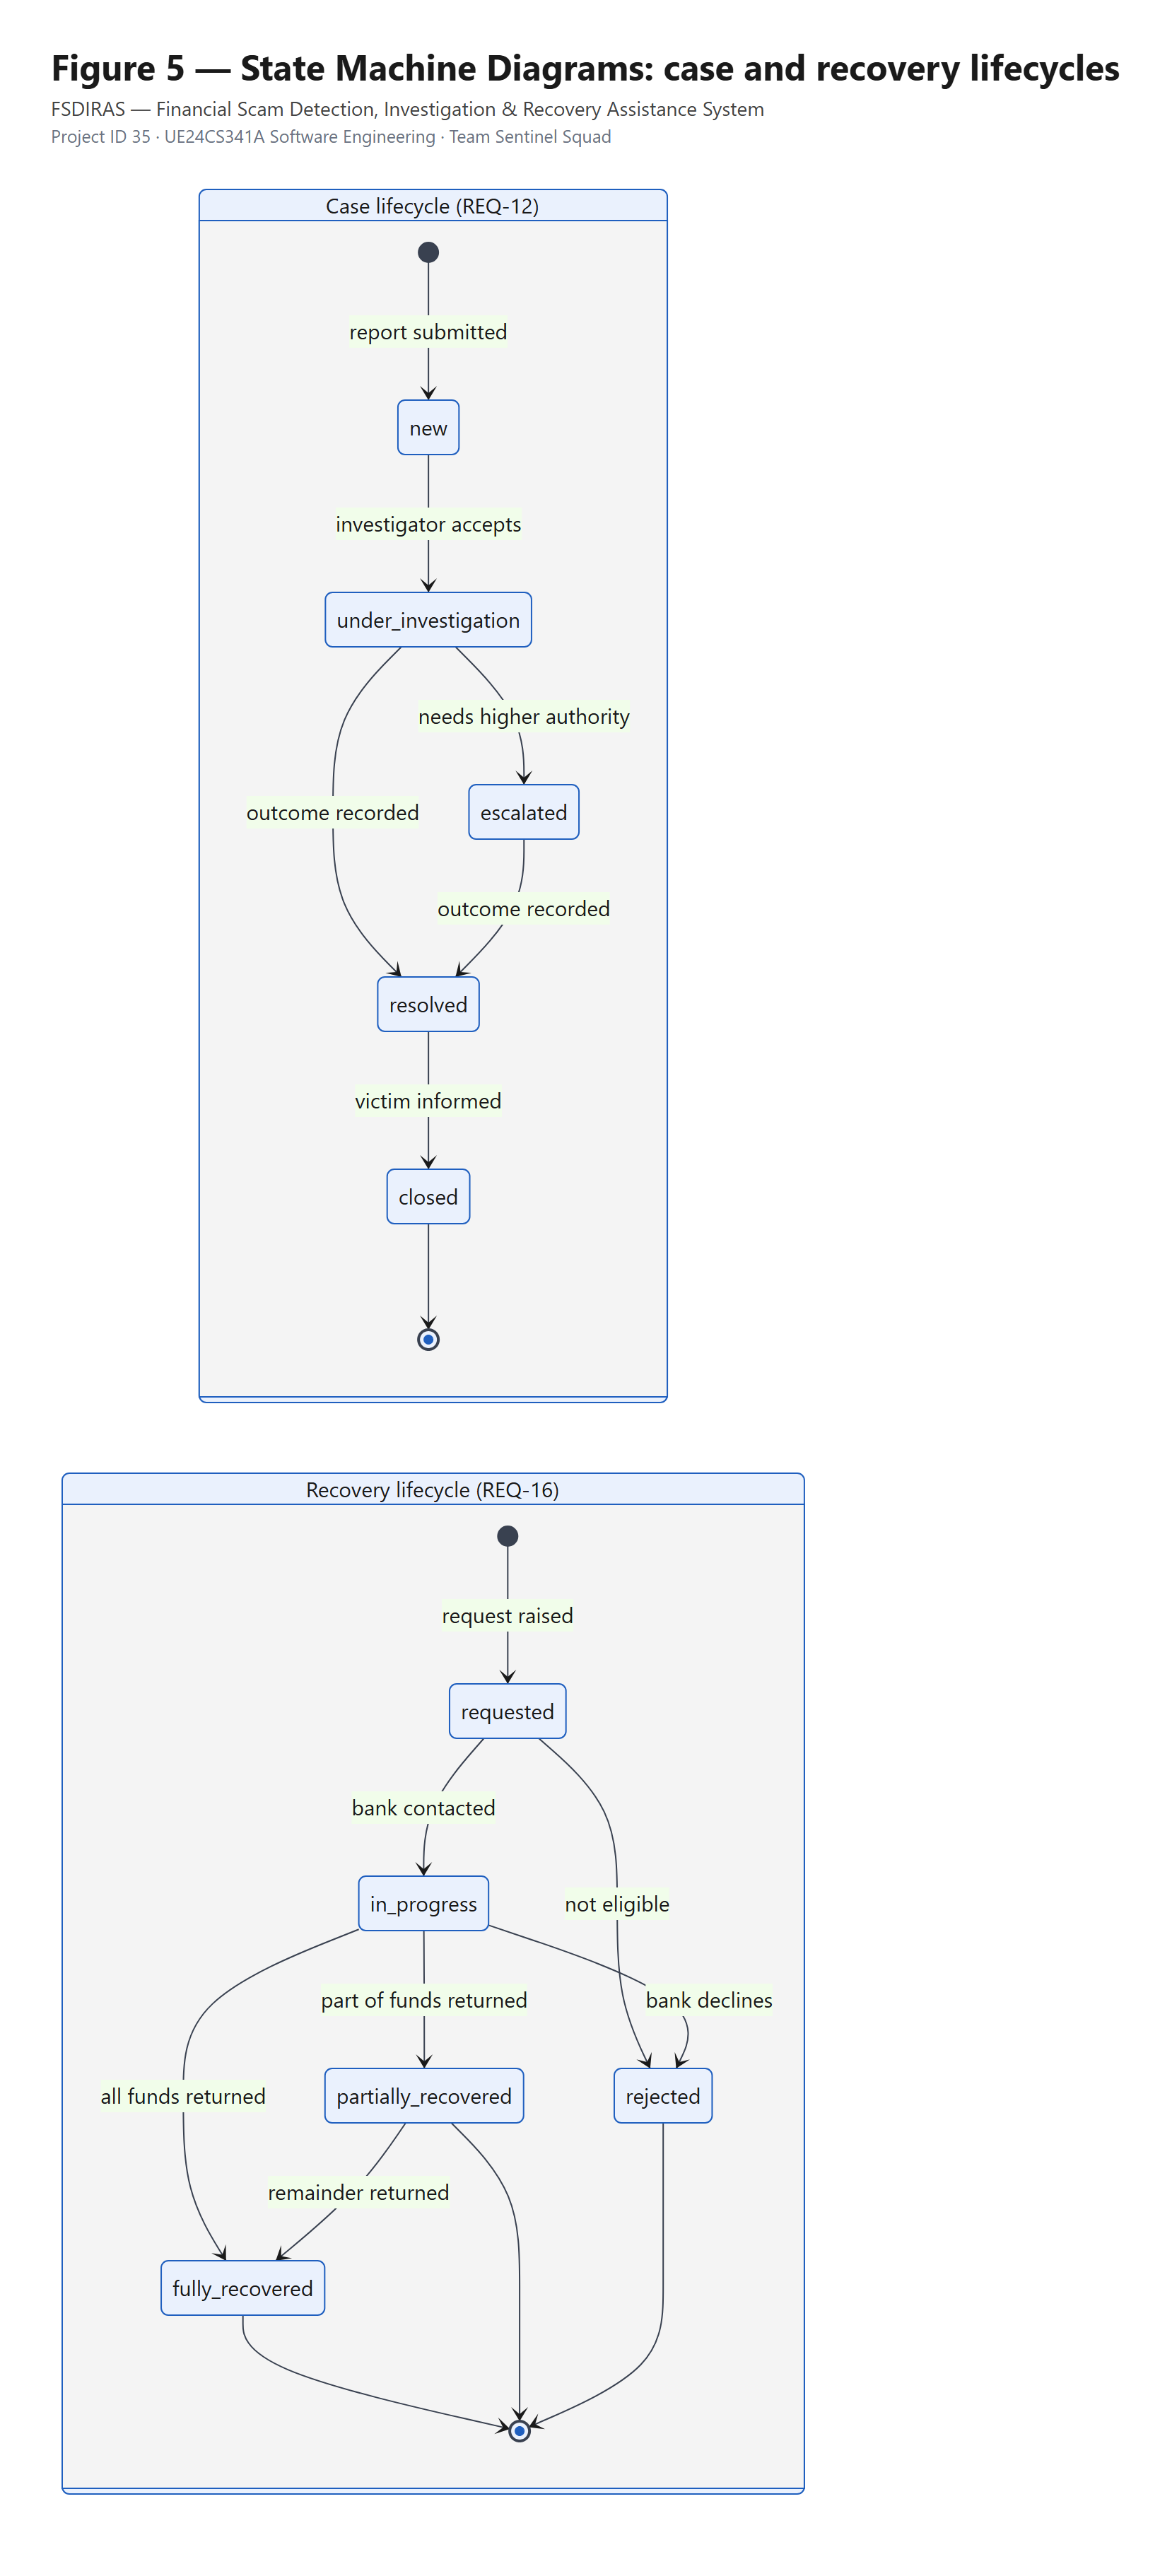 Figure 5 — State Machine Diagrams: case and recovery lifecycles
FSDIRAS — Financial Scam Detection, Investigation & Recovery Assistance System
Project ID 35 · UE24CS341A Software Engineering · Team Sentinel Squad
Case lifecycle (REQ-12)
report submitted
new
investigator accepts
under_investigation
needs higher authority
outcome recorded
escalated
outcome recorded
resolved
victim informed
closed
Recovery lifecycle (REQ-16)
request raised
requested
bank contacted
in_progress
not eligible
part of funds returned
bank declines
all funds returned
partially_recovered
rejected
remainder returned
fully_recovered